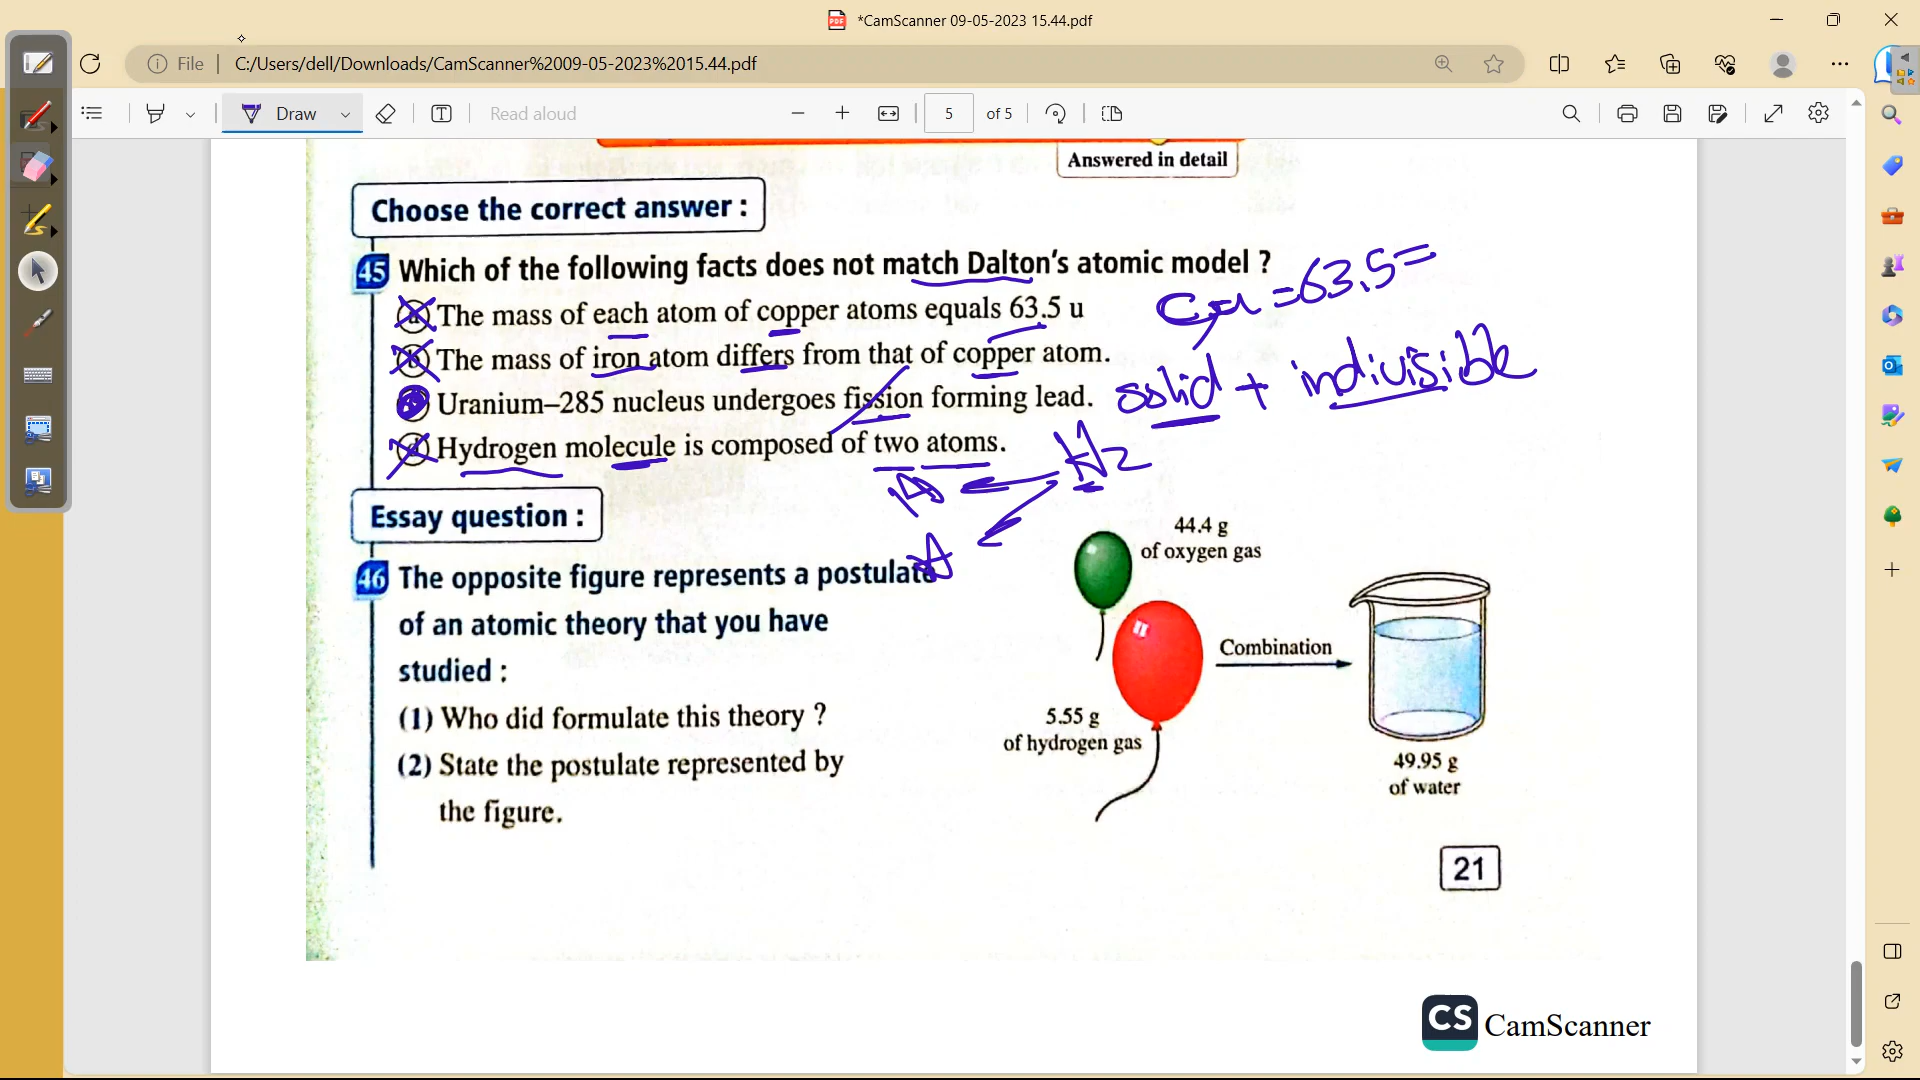 *CamScanner 09-05-2023 15.44.pdf
File
C:/Users/dell/Downloads/CamScanner%2009-05-2023%2015.44.pdf
Draw
Read aloud
5 of 5
Answered in detail
Choose the correct answer :
45 Which of the following facts does not match Dalton's atomic model ?
(a) The mass of each atom of copper atoms equals 63.5 u
Cu = 63.5 =
(b) The mass of iron atom differs from that of copper atom.
solid + indivisible
Uranium–285 nucleus undergoes fission forming lead.
(d) Hydrogen molecule is composed of two atoms.
H2
Essay question :
46 The opposite figure represents a postulate
of an atomic theory that you have
studied :
(1) Who did formulate this theory ?
(2) State the postulate represented by
the figure.
44.4 g
of oxygen gas
Combination
5.55 g
of hydrogen gas
49.95 g
of water
21
CS CamScanner